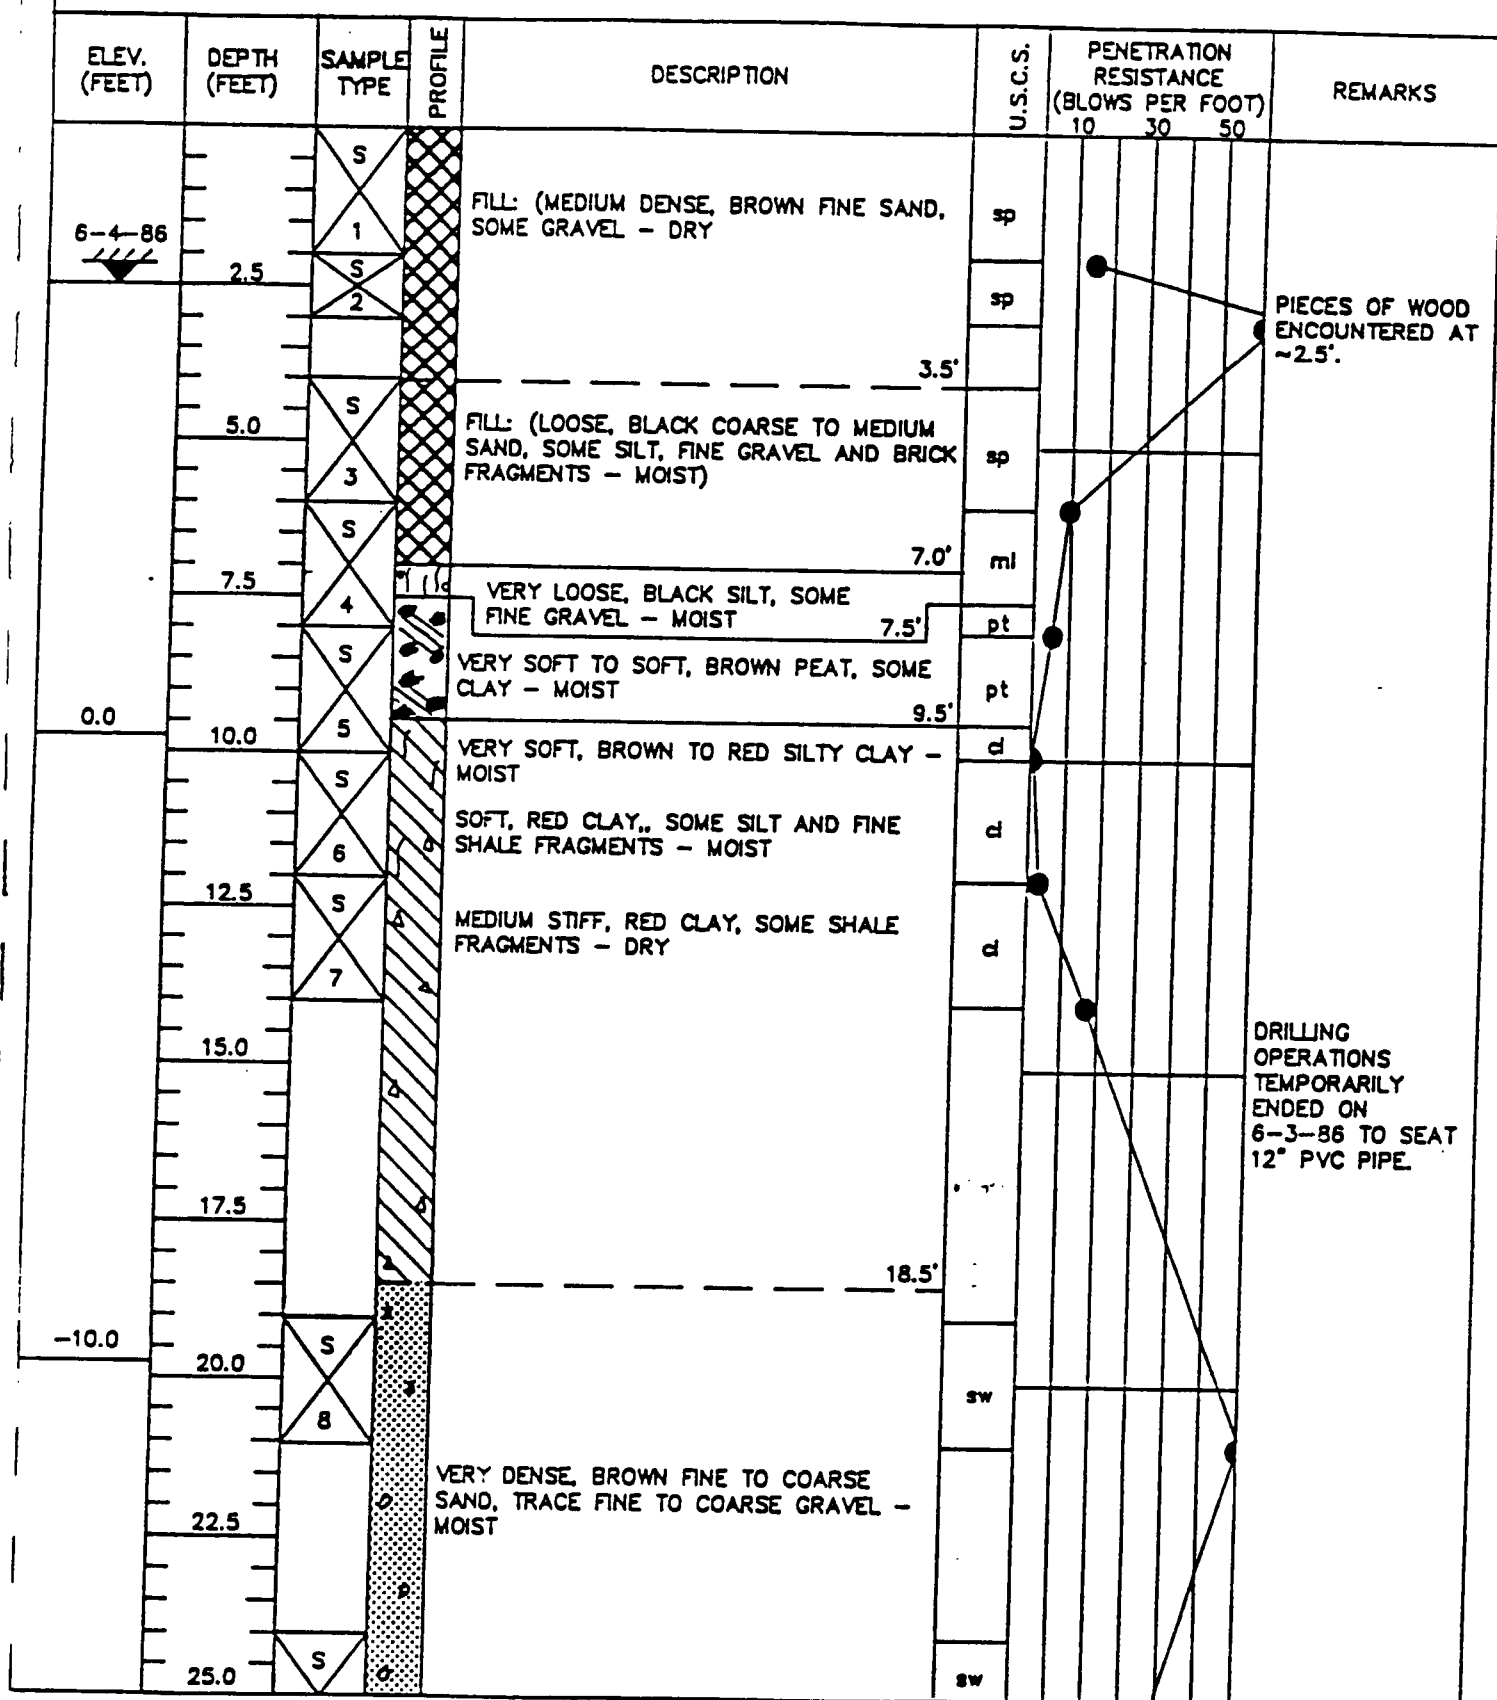 ELEV.
(FEET)
DEPTH
(FEET)
SAMPLE
TYPE
PROFILE
DESCRIPTION
U.S.C.S.
PENETRATION
RESISTANCE
(BLOWS PER FOOT)
10 30 50
REMARKS
S
1
FILL: (MEDIUM DENSE, BROWN FINE SAND,
SOME GRAVEL – DRY
sp
6-4-86
2.5
S
2
sp
PIECES OF WOOD
ENCOUNTERED AT
~2.5'.
3.5'
S
3
5.0
FILL: (LOOSE, BLACK COARSE TO MEDIUM
SAND, SOME SILT, FINE GRAVEL AND BRICK
FRAGMENTS – MOIST)
sp
7.0'
ml
S
4
7.5
VERY LOOSE, BLACK SILT, SOME
FINE GRAVEL – MOIST
7.5'
pt
S
5
VERY SOFT TO SOFT, BROWN PEAT, SOME
CLAY – MOIST
pt
9.5'
0.0
10.0
VERY SOFT, BROWN TO RED SILTY CLAY –
MOIST
cl
S
6
SOFT, RED CLAY,, SOME SILT AND FINE
SHALE FRAGMENTS – MOIST
cl
12.5
S
7
MEDIUM STIFF, RED CLAY, SOME SHALE
FRAGMENTS – DRY
cl
15.0
DRILLING
OPERATIONS
TEMPORARILY
ENDED ON
6-3-86 TO SEAT
12" PVC PIPE.
17.5
18.5'
-10.0
20.0
S
8
sw
VERY DENSE, BROWN FINE TO COARSE
SAND, TRACE FINE TO COARSE GRAVEL –
MOIST
22.5
25.0
S
sw